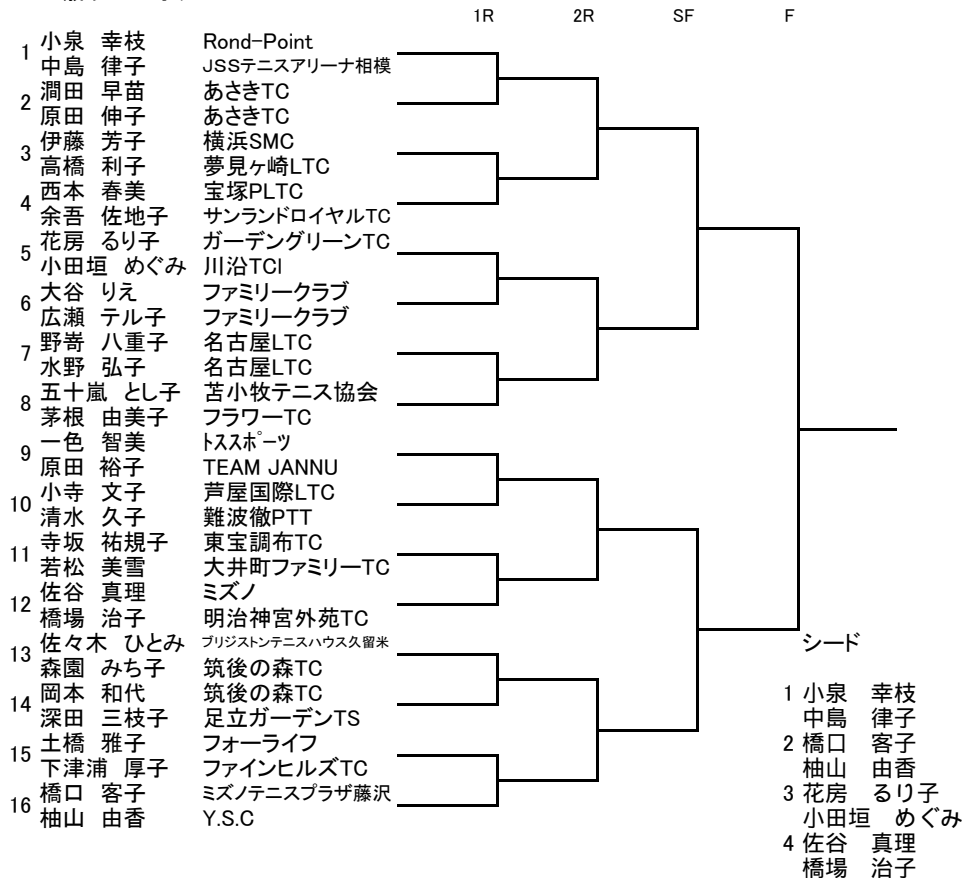 1R 2R SF F
1 小泉 幸枝 Rond-Point
中島 律子 JSSテニスアリーナ相模
2 澗田 早苗 あさきTC
原田 伸子 あさきTC
3 伊藤 芳子 横浜SMC
高橋 利子 夢見ヶ崎LTC
4 西本 春美 宝塚PLTC
余吾 佐地子 サンランドロイヤルTC
5 花房 るり子 ガーデングリーンTC
小田垣 めぐみ 川沿TCI
6 大谷 りえ ファミリークラブ
広瀬 テル子 ファミリークラブ
7 野嵜 八重子 名古屋LTC
水野 弘子 名古屋LTC
8 五十嵐 とし子 苫小牧テニス協会
茅根 由美子 フラワーTC
9 一色 智美 トススポーツ
原田 裕子 TEAM JANNU
10 小寺 文子 芦屋国際LTC
清水 久子 難波徹PTT
11 寺坂 祐規子 東宝調布TC
若松 美雪 大井町ファミリーTC
12 佐谷 真理 ミズノ
橋場 治子 明治神宮外苑TC
13 佐々木 ひとみ ブリジストンテニスハウス久留米
森園 みち子 筑後の森TC
14 岡本 和代 筑後の森TC
深田 三枝子 足立ガーデンTS
15 土橋 雅子 フォーライフ
下津浦 厚子 ファインヒルズTC
16 橋口 客子 ミズノテニスプラザ藤沢
柚山 由香 Y.S.C
シード
1 小泉 幸枝
中島 律子
2 橋口 客子
柚山 由香
3 花房 るり子
小田垣 めぐみ
4 佐谷 真理
橋場 治子